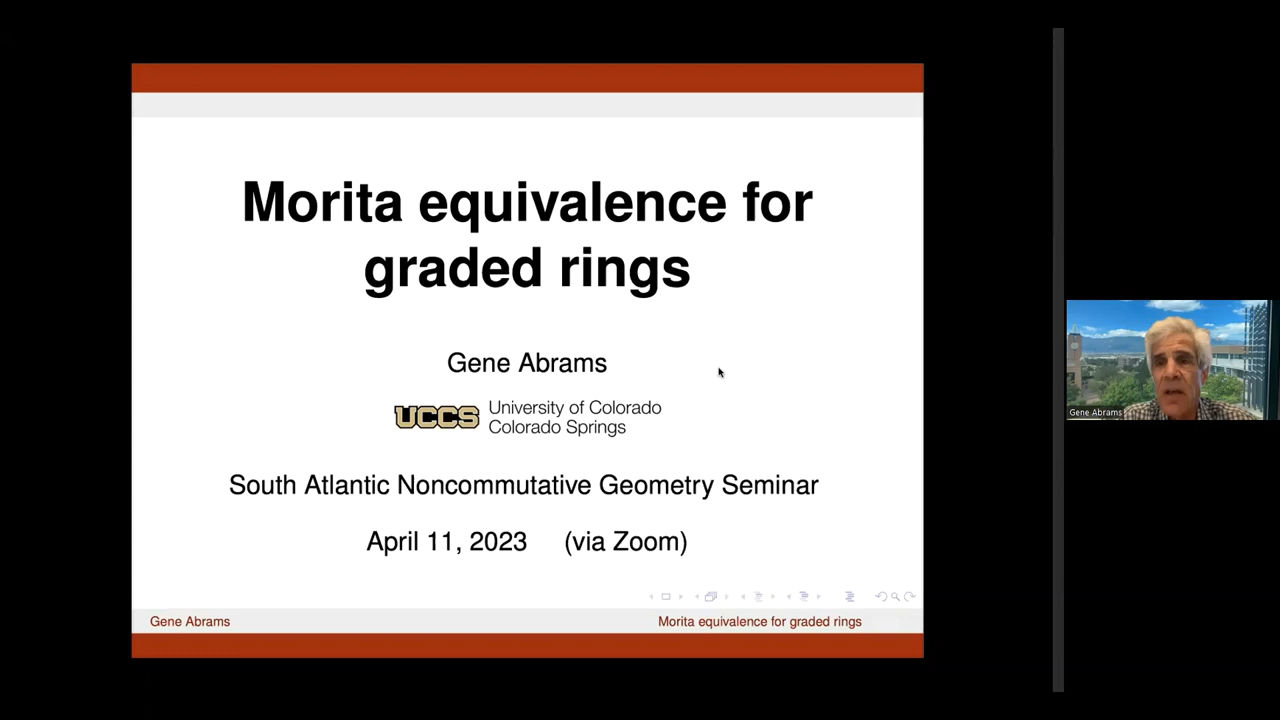 Morita equivalence for
graded rings
Gene Abrams
UCCS University of Colorado
Colorado Springs
South Atlantic Noncommutative Geometry Seminar
April 11, 2023 (via Zoom)
Gene Abrams Morita equivalence for graded rings
Gene Abrams